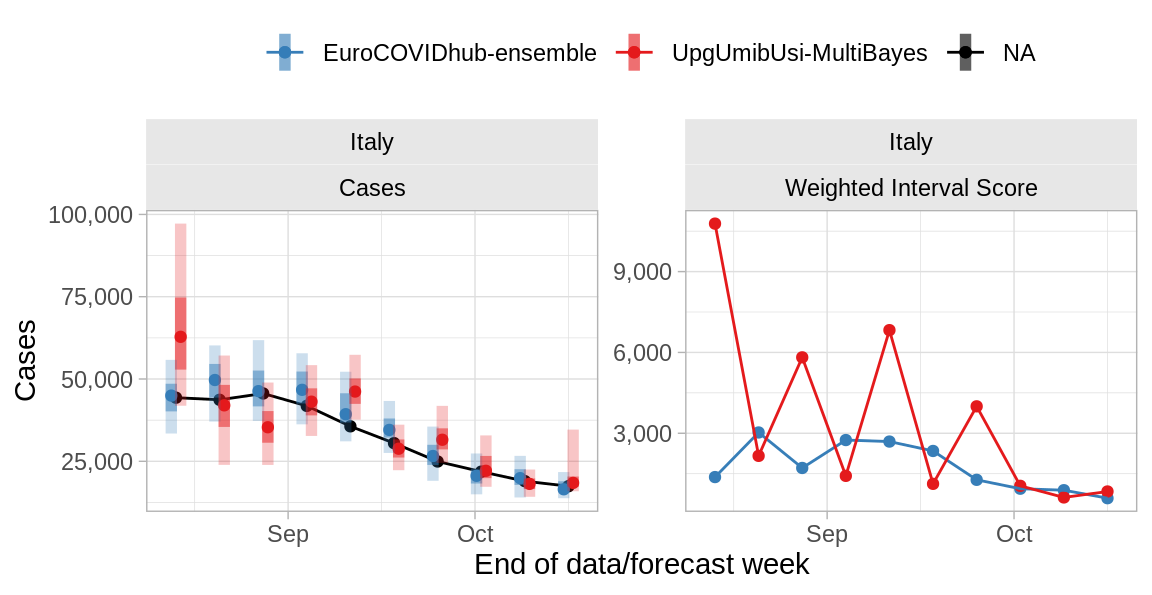 EuroCOVIDhub-ensemble UpgUmibUsi-MultiBayes NA
Italy
Cases
Italy
Weighted Interval Score
Cases
100,000
75,000
50,000
25,000
9,000
6,000
3,000
Sep Oct
Sep Oct
End of data/forecast week